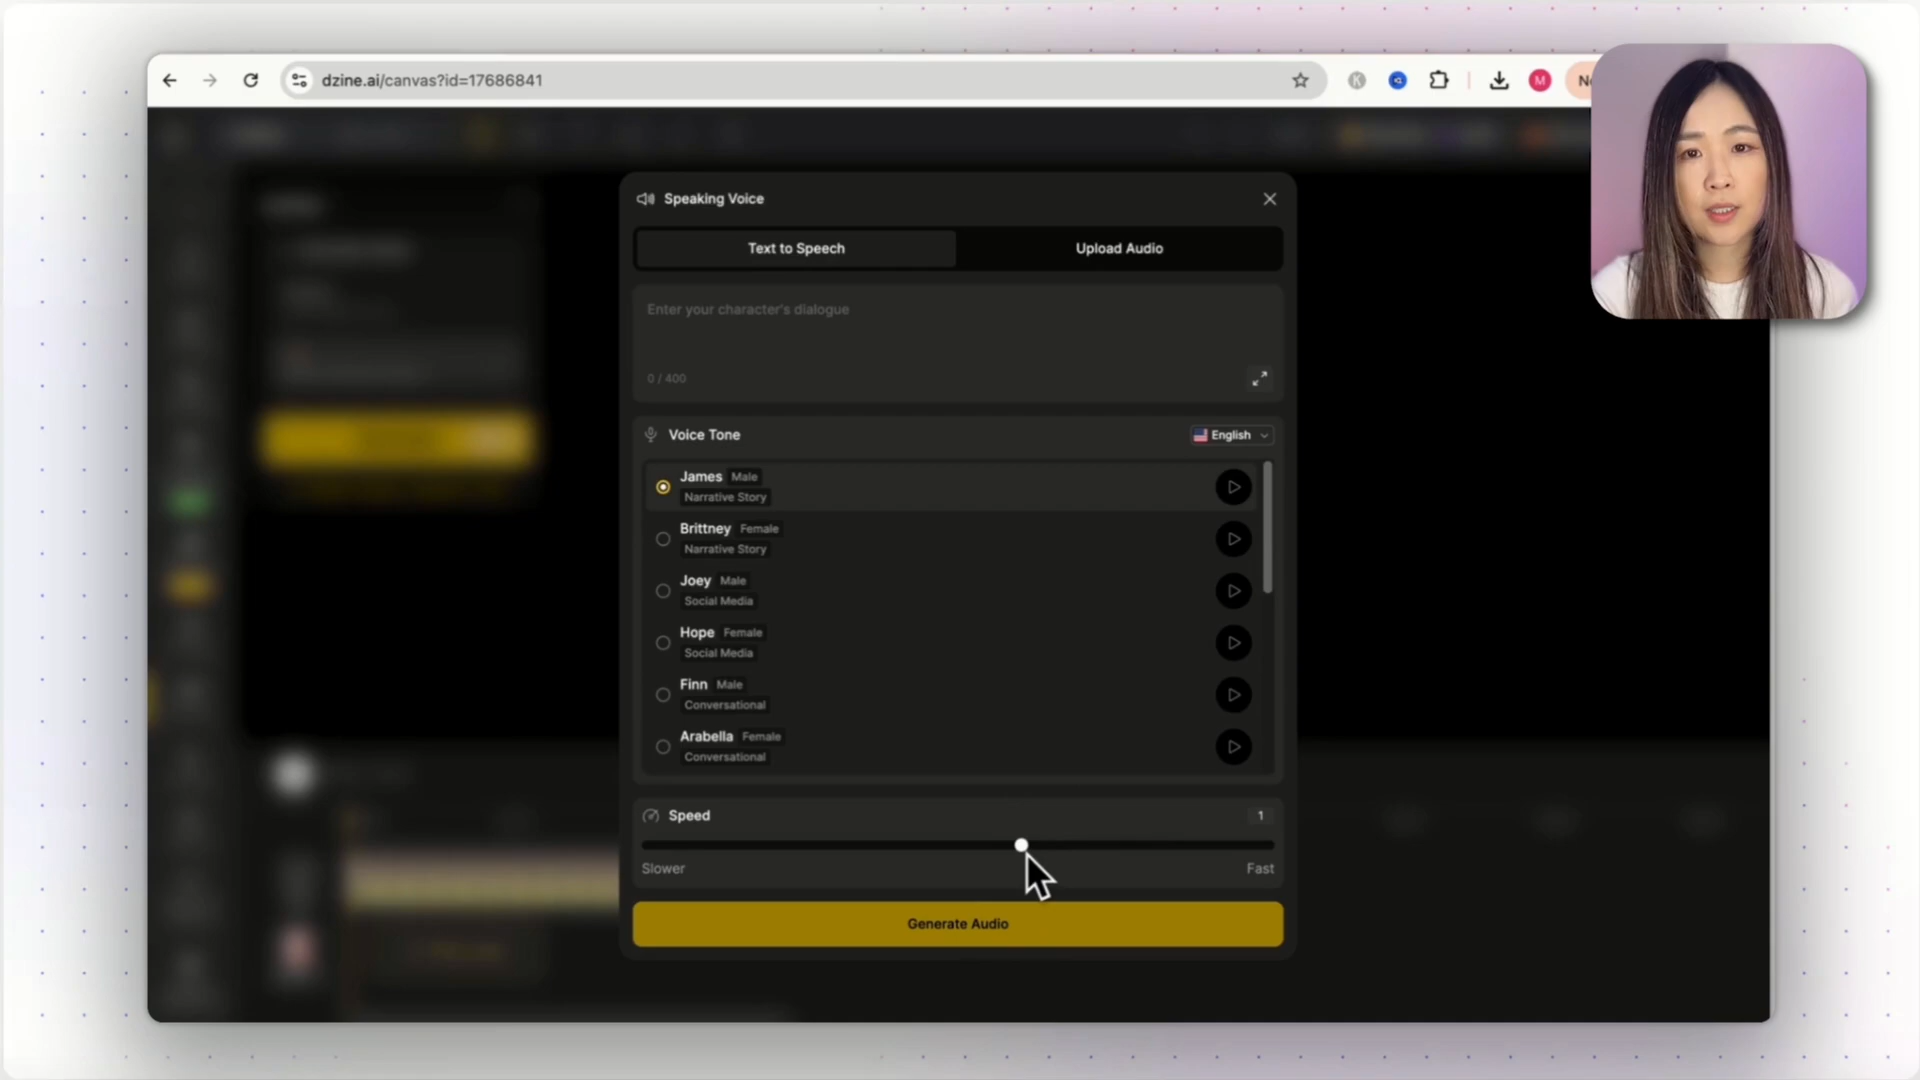 dzine.ai/canvas?id=17686841
K
M
Speaking Voice
Text to Speech
Upload Audio
Enter your character's dialogue
0 / 400
Voice Tone
English
James Male
Narrative Story
Brittney Female
Narrative Story
Joey Male
Social Media
Hope Female
Social Media
Finn Male
Conversational
Arabella Female
Conversational
Speed
1
Slower
Fast
Generate Audio